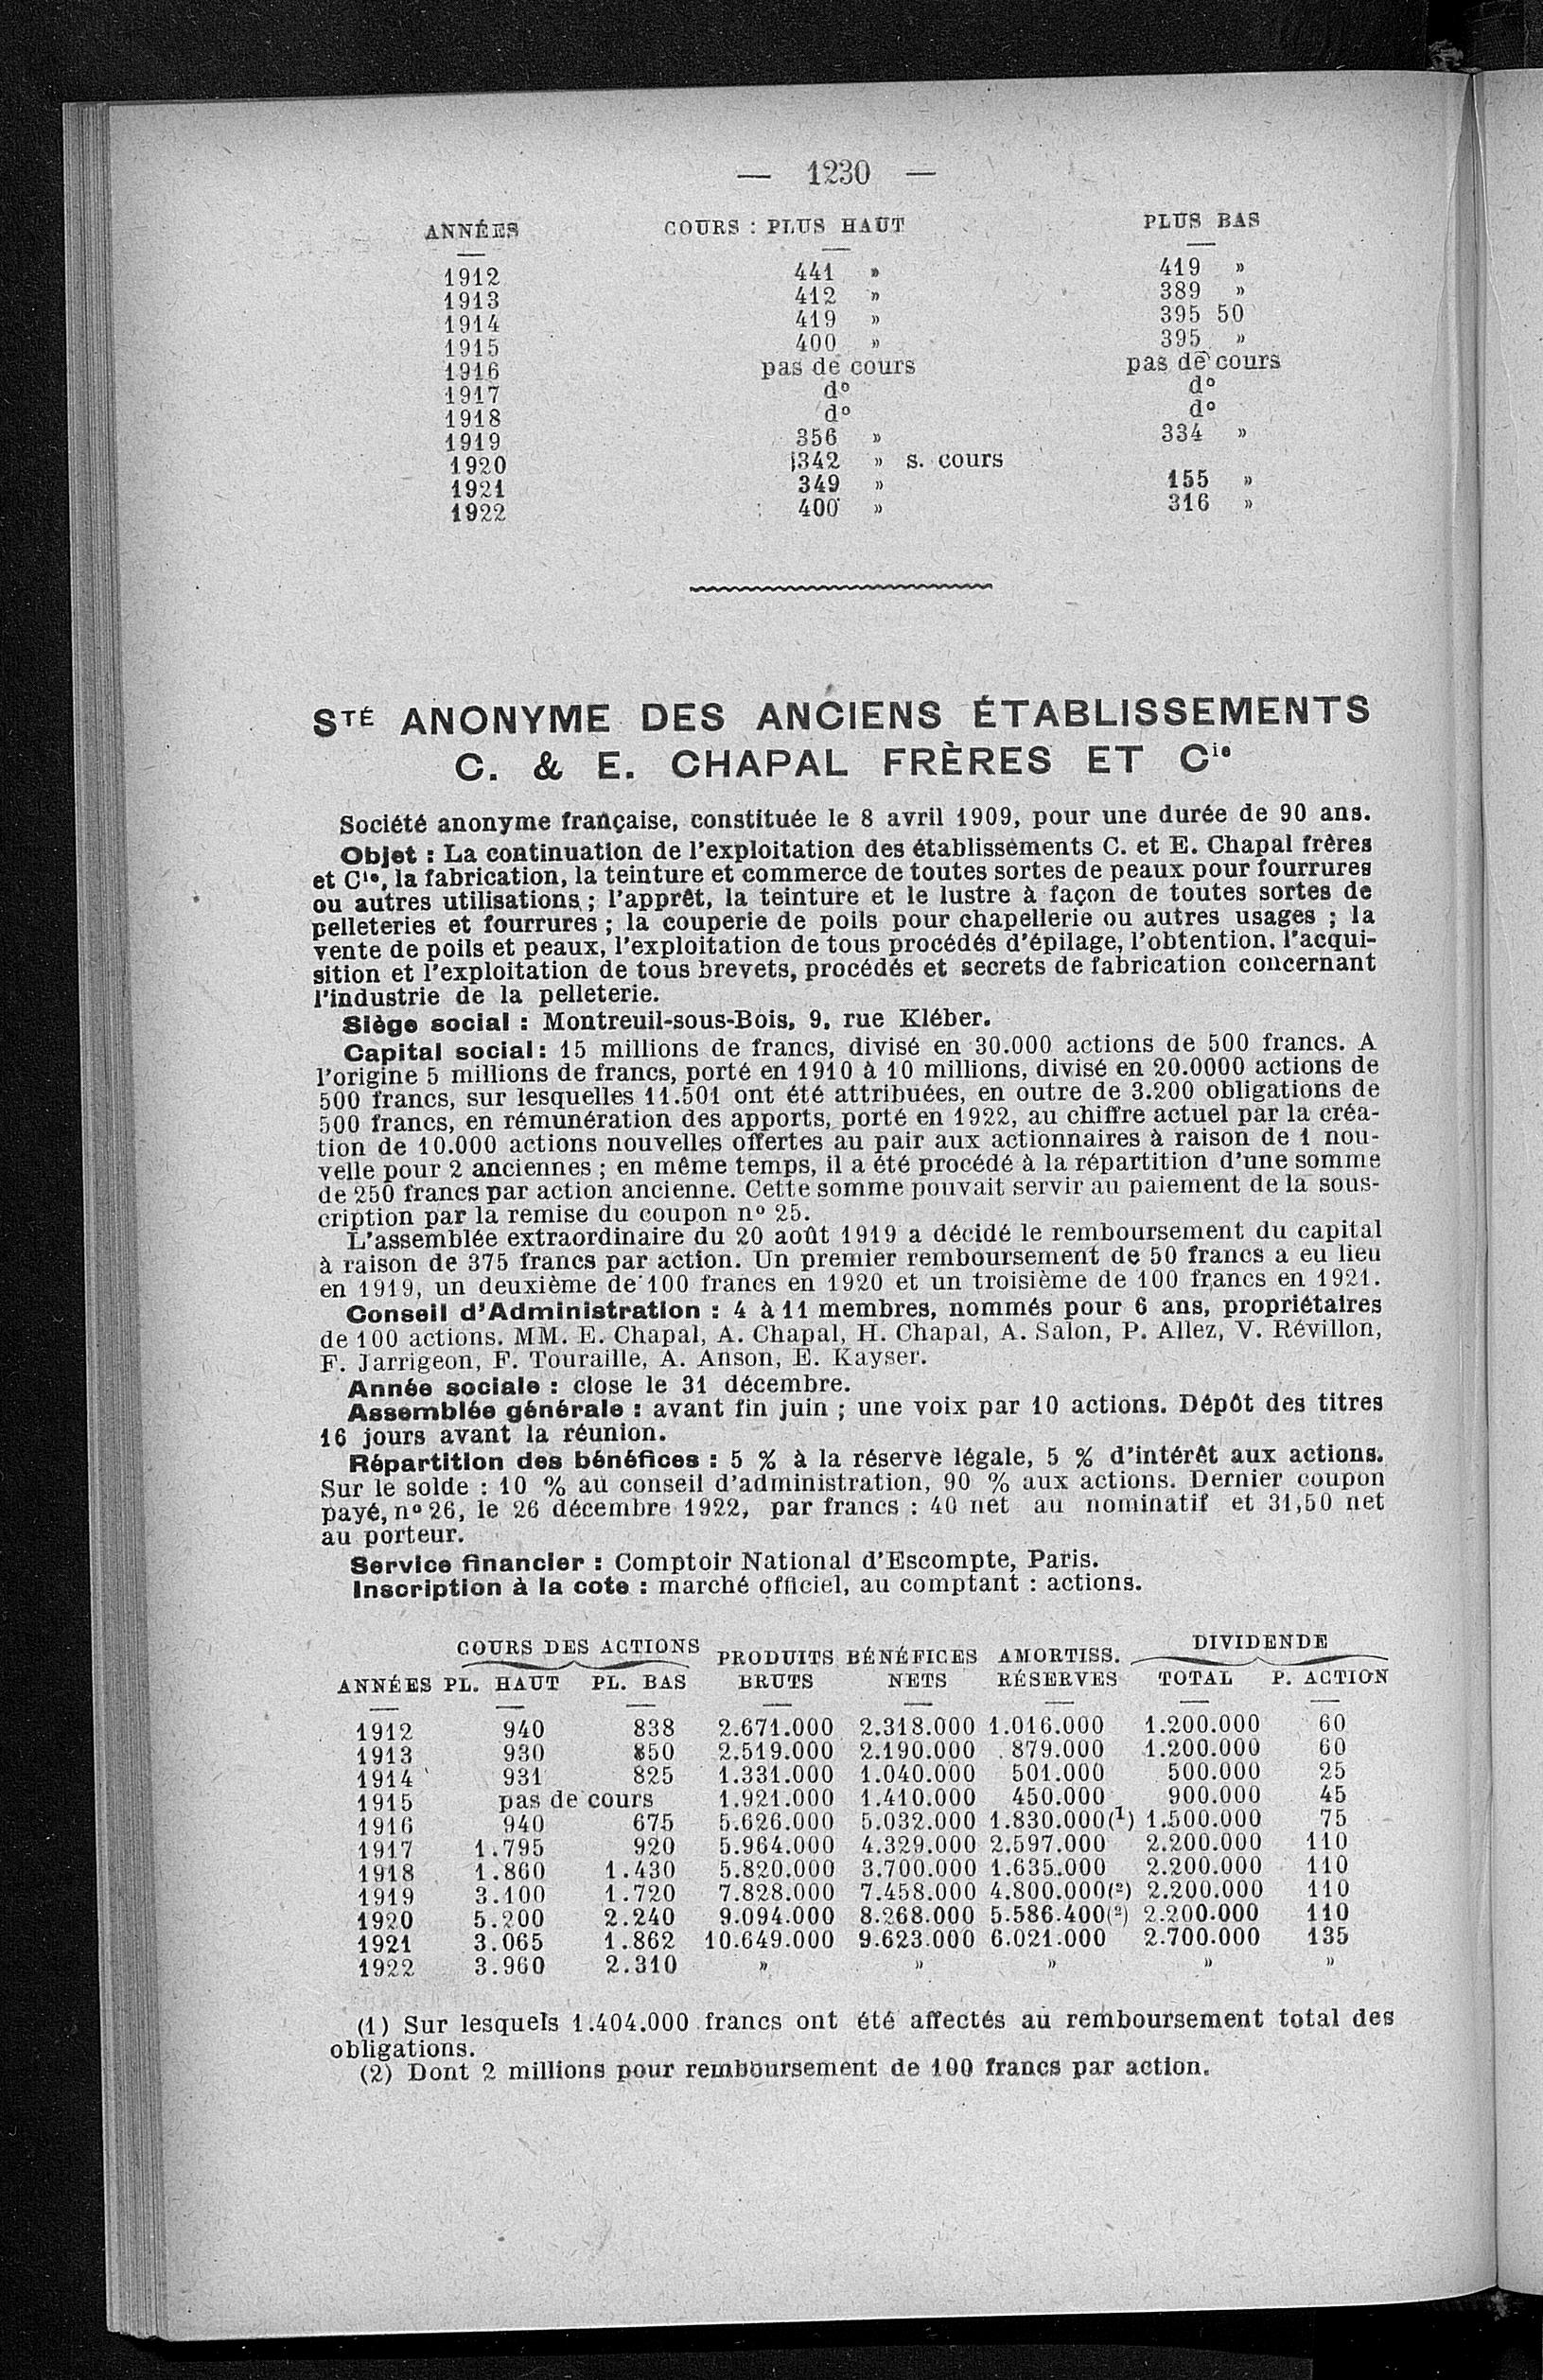 — 1230 —
ANNÉES COURS : PLUS HAUT PLUS BAS
1912 441 » 419 »
1913 412 » 389 »
1914 419 » 395 50
1915 400 » 395 »
1916 pas de cours pas de cours
1917 d° d°
1918 d° d°
1919 356 » 334 »
1920 342 » s. cours
1921 349 » 155 »
1922 400 » 316 »
STÉ ANONYME DES ANCIENS ÉTABLISSEMENTS
C. & E. CHAPAL FRÈRES ET Cie
Société anonyme française, constituée le 8 avril 1909, pour une durée de 90 ans.
Objet : La continuation de l'exploitation des établissements C. et E. Chapal frères
et Cie, la fabrication, la teinture et commerce de toutes sortes de peaux pour fourrures
ou autres utilisations ; l'apprêt, la teinture et le lustre à façon de toutes sortes de
pelleteries et fourrures ; la couperie de poils pour chapellerie ou autres usages ; la
vente de poils et peaux, l'exploitation de tous procédés d'épilage, l'obtention, l'acqui-
sition et l'exploitation de tous brevets, procédés et secrets de fabrication concernant
l'industrie de la pelleterie.
Siège social : Montreuil-sous-Bois, 9, rue Kléber.
Capital social : 15 millions de francs, divisé en 30.000 actions de 500 francs. A
l'origine 5 millions de francs, porté en 1910 à 10 millions, divisé en 20.0000 actions de
500 francs, sur lesquelles 11.501 ont été attribuées, en outre de 3.200 obligations de
500 francs, en rémunération des apports, porté en 1922, au chiffre actuel par la créa-
tion de 10.000 actions nouvelles offertes au pair aux actionnaires à raison de 1 nou-
velle pour 2 anciennes ; en même temps, il a été procédé à la répartition d'une somme
de 250 francs par action ancienne. Cette somme pouvait servir au paiement de la sous-
cription par la remise du coupon n° 25.
L'assemblée extraordinaire du 20 août 1919 a décidé le remboursement du capital
à raison de 375 francs par action. Un premier remboursement de 50 francs a eu lieu
en 1919, un deuxième de 100 francs en 1920 et un troisième de 100 francs en 1921.
Conseil d'Administration : 4 à 11 membres, nommés pour 6 ans, propriétaires
de 100 actions. MM. E. Chapal, A. Chapal, H. Chapal, A. Salon, P. Allez, V. Révillon,
F. Jarrigeon, F. Touraille, A. Anson, E. Kayser.
Année sociale : close le 31 décembre.
Assemblée générale : avant fin juin ; une voix par 10 actions. Dépôt des titres
16 jours avant la réunion.
Répartition des bénéfices : 5 % à la réserve légale, 5 % d'intérêt aux actions.
Sur le solde : 10 % au conseil d'administration, 90 % aux actions. Dernier coupon
payé, n° 26, le 26 décembre 1922, par francs : 40 net au nominatif et 31,50 net
au porteur.
Service financier : Comptoir National d'Escompte, Paris.
Inscription à la cote : marché officiel, au comptant : actions.
COURS DES ACTIONS PRODUITS BÉNÉFICES AMORTISS. DIVIDENDE
ANNÉES PL. HAUT PL. BAS BRUTS NETS RÉSERVES TOTAL P. ACTION
1912 940 838 2.671.000 2.318.000 1.016.000 1.200.000 60
1913 930 850 2.519.000 2.190.000 879.000 1.200.000 60
1914 931 825 1.331.000 1.040.000 501.000 500.000 25
1915 pas de cours 1.921.000 1.410.000 450.000 900.000 45
1916 940 675 5.626.000 5.032.000 1.830.000(1) 1.500.000 75
1917 1.795 920 5.964.000 4.329.000 2.597.000 2.200.000 110
1918 1.860 1.430 5.820.000 3.700.000 1.635.000 2.200.000 110
1919 3.100 1.720 7.828.000 7.458.000 4.800.000(2) 2.200.000 110
1920 5.200 2.240 9.094.000 8.268.000 5.586.400(2) 2.200.000 110
1921 3.065 1.862 10.649.000 9.623.000 6.021.000 2.700.000 135
1922 3.960 2.310 » » » » »
(1) Sur lesquels 1.404.000 francs ont été affectés au remboursement total des
obligations.
(2) Dont 2 millions pour remboursement de 100 francs par action.